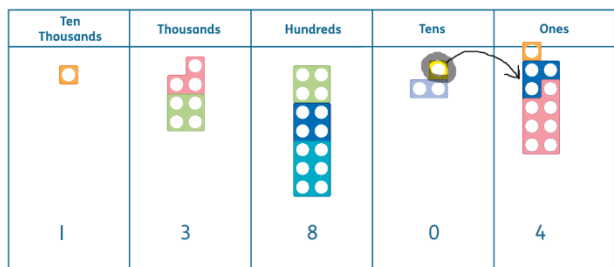 Ten Thousands
Thousands
Hundreds
Tens
Ones
1 3 8 0 4